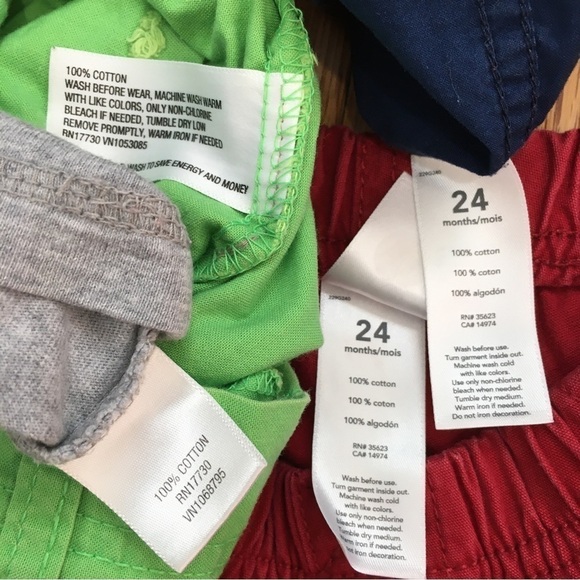 100% COTTON
WASH BEFORE WEAR, MACHINE WASH WARM
WITH LIKE COLORS, ONLY NON-CHLORINE
BLEACH IF NEEDED, TUMBLE DRY LOW
REMOVE PROMPTLY, WARM IRON IF NEEDED
RN17730 VN1053085
WASH TO SAVE ENERGY AND MONEY
100% COTTON
RN17730
VN1068795
24
months/mois
100% cotton
100 % coton
100% algodón
RN# 35623
CA# 14974
Wash before use.
Turn garment inside out.
Machine wash cold
with like colors.
Use only non-chlorine
bleach when needed.
Tumble dry medium.
Warm iron if needed.
Do not iron decoration.
24
months/mois
100% cotton
100 % coton
100% algodón
RN# 35623
CA# 14974
Wash before use.
Turn garment inside out.
Machine wash cold
with like colors.
Use only non-chlorine
bleach when needed.
Tumble dry medium.
Warm iron if needed.
Do not iron decoration.